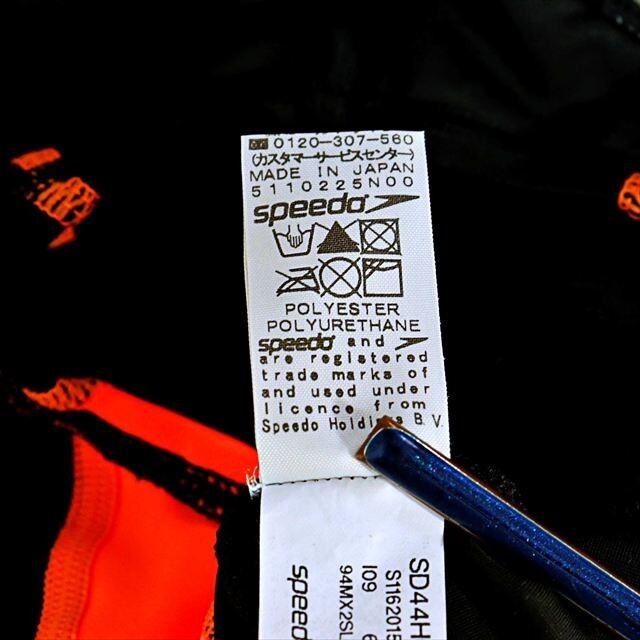 0120-307-560
(カスタマーサービスセンター)
MADE IN JAPAN
5110225N00
speedo
POLYESTER
POLYURETHANE
speedo and
are registered
trade marks of
and used under
licence from
Speedo B.V.
SD44H
S1162015
I09
94MX2SL
speedo